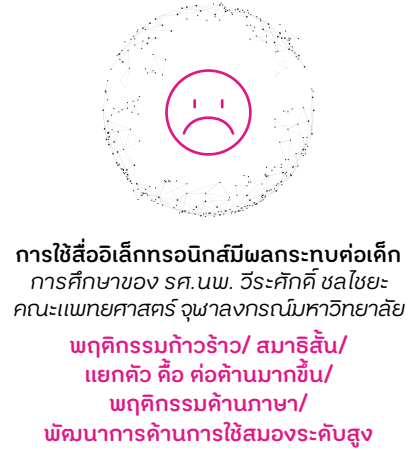 การใช้สื่ออิเล็กทรอนิกส์มีผลกระทบต่อเด็ก
การศึกษาของ รศ.นพ. วีระศักดิ์ ชลไชยะ
คณะแพทยศาสตร์ จุฬาลงกรณ์มหาวิทยาลัย
พฤติกรรมก้าวร้าว/ สมาธิสั้น/
แยกตัว ดื้อ ต่อต้านมากขึ้น/
พฤติกรรมด้านภาษา/
พัฒนาการด้านการใช้สมองระดับสูง